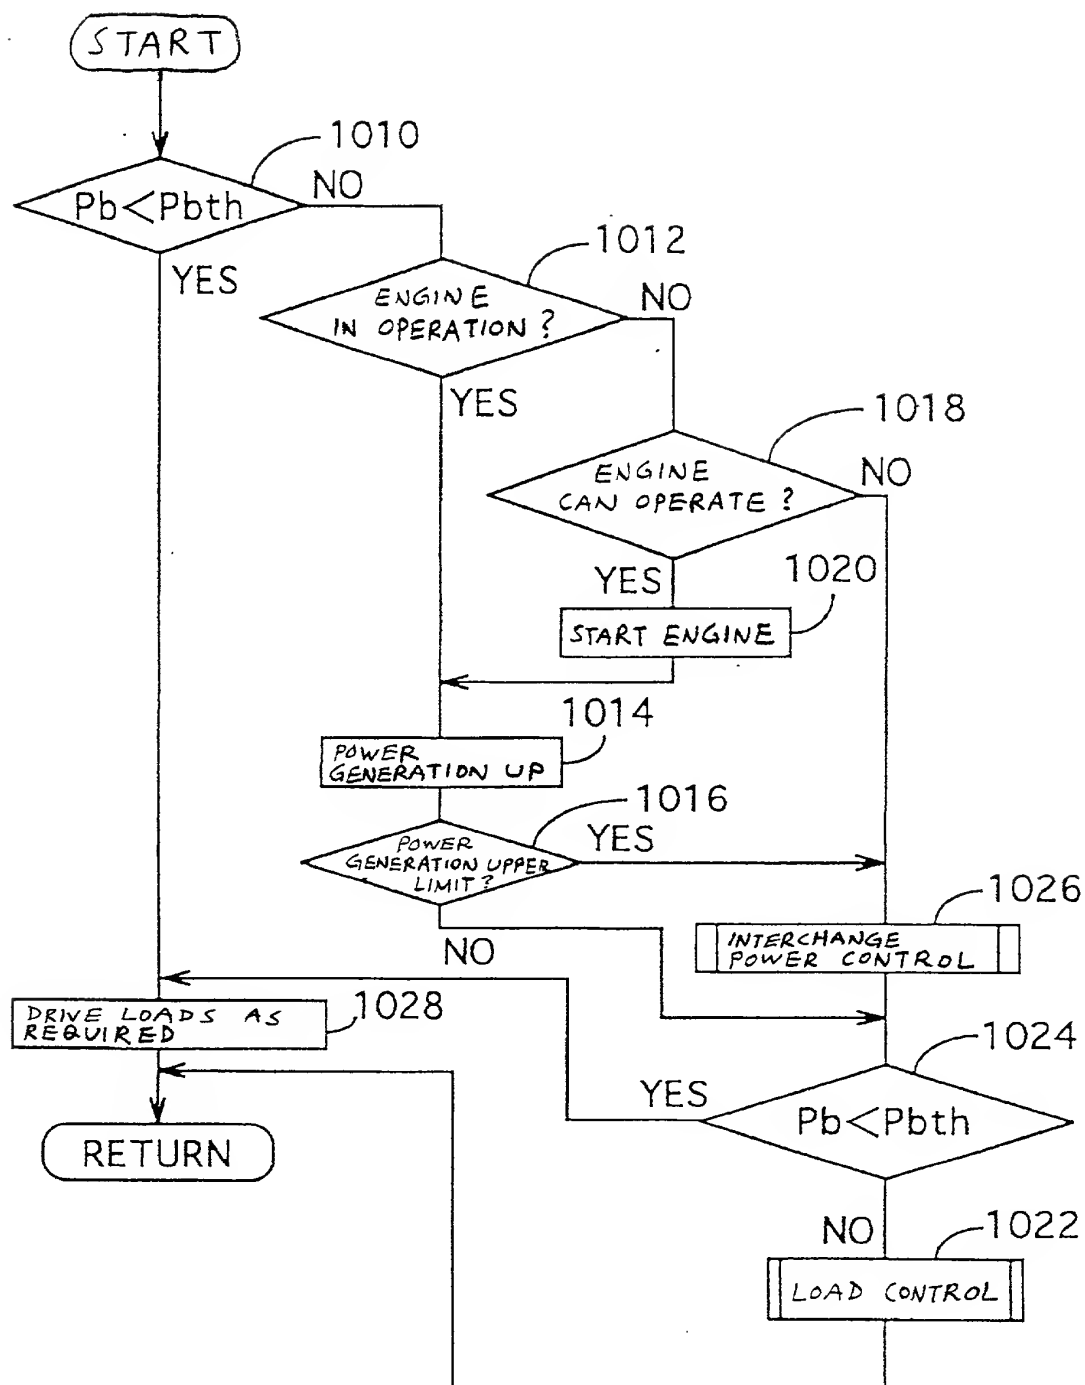 START
1010
Pb<Pbth
NO
YES
1012
ENGINE
IN OPERATION ?
NO
YES
1018
ENGINE
CAN OPERATE ?
NO
YES
1020
START ENGINE
1014
POWER
GENERATION UP
1016
POWER
GENERATION UPPER
LIMIT ?
YES
NO
1026
INTERCHANGE
POWER CONTROL
DRIVE LOADS AS
REQUIRED
1028
1024
Pb<Pbth
YES
RETURN
NO
1022
LOAD CONTROL